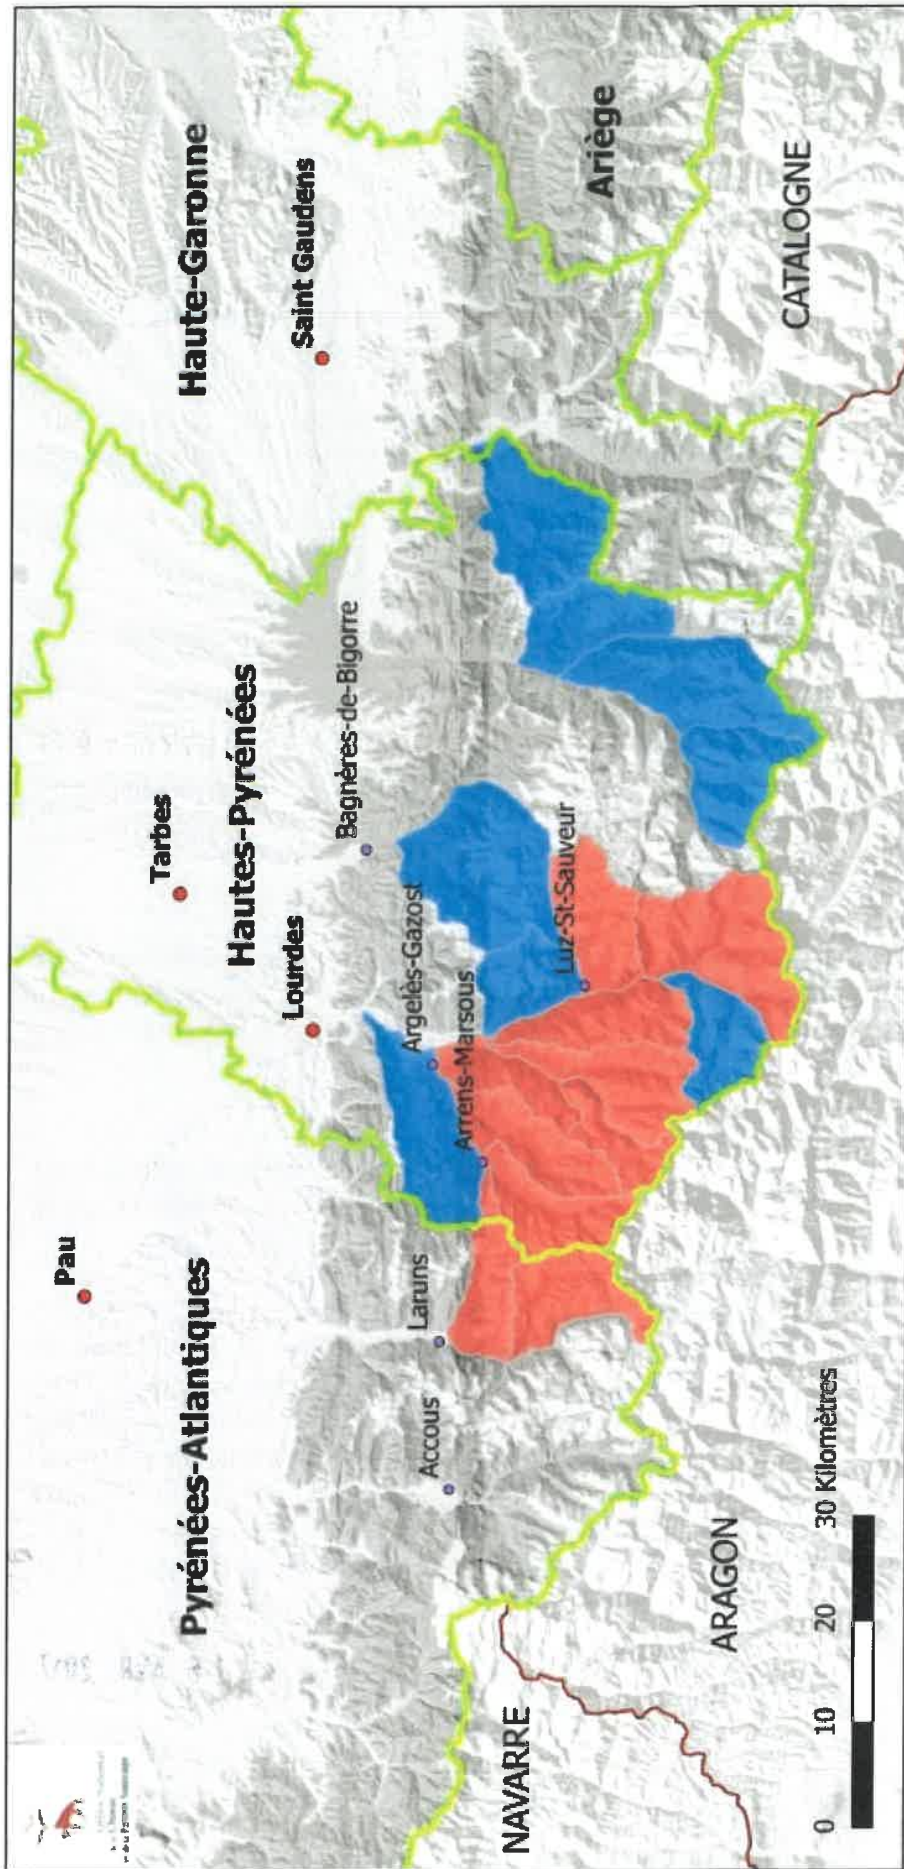 Pau
Tarbes
Haute-Garonne
Pyrénées-Atlantiques
Hautes-Pyrénées
Lourdes
Saint Gaudens
Bagnères-de-Bigorre
Argelès-Gazost
Laruns
Accous
Arrens-Marsous
Luz-St-Sauveur
Ariège
NAVARRE
ARAGON
CATALOGNE
0 10 20 30 Kilomètres